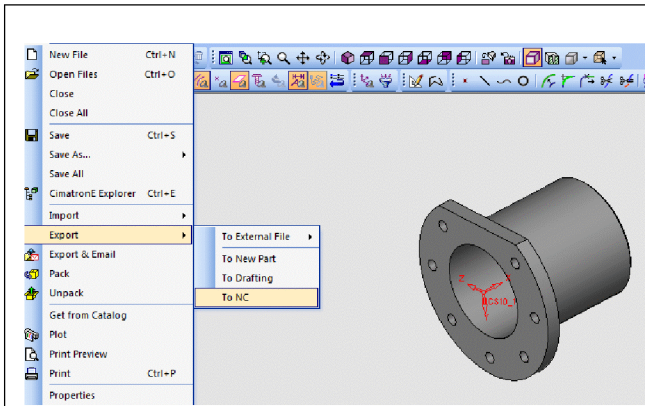 New File Ctrl+N
Open Files Ctrl+O
Close
Close All
Save Ctrl+S
Save As...
Save All
CimatronE Explorer Ctrl+E
Import
Export
Export & Email
Pack
Unpack
Get from Catalog
Plot
Print Preview
Print Ctrl+P
Properties
To External File
To New Part
To Drafting
To NC
Z